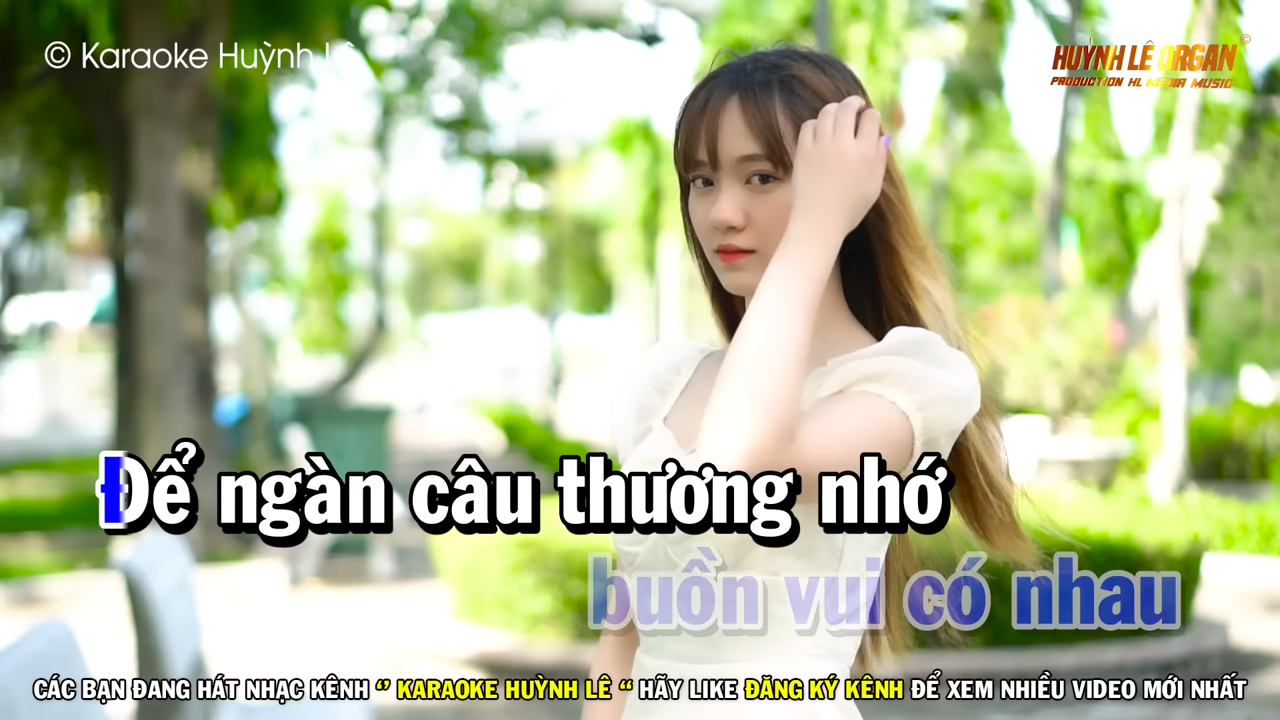 © Karaoke Huỳnh Lê
HUỲNH LÊ ORGAN ©
PRODUCTION HL MEDIA MUSIC
Để ngàn câu thương nhớ
buồn vui có nhau
CÁC BẠN ĐANG HÁT NHẠC KÊNH ‘’ KARAOKE HUỲNH LÊ “ HÃY LIKE ĐĂNG KÝ KÊNH ĐỂ XEM NHIỀU VIDEO MỚI NHẤT